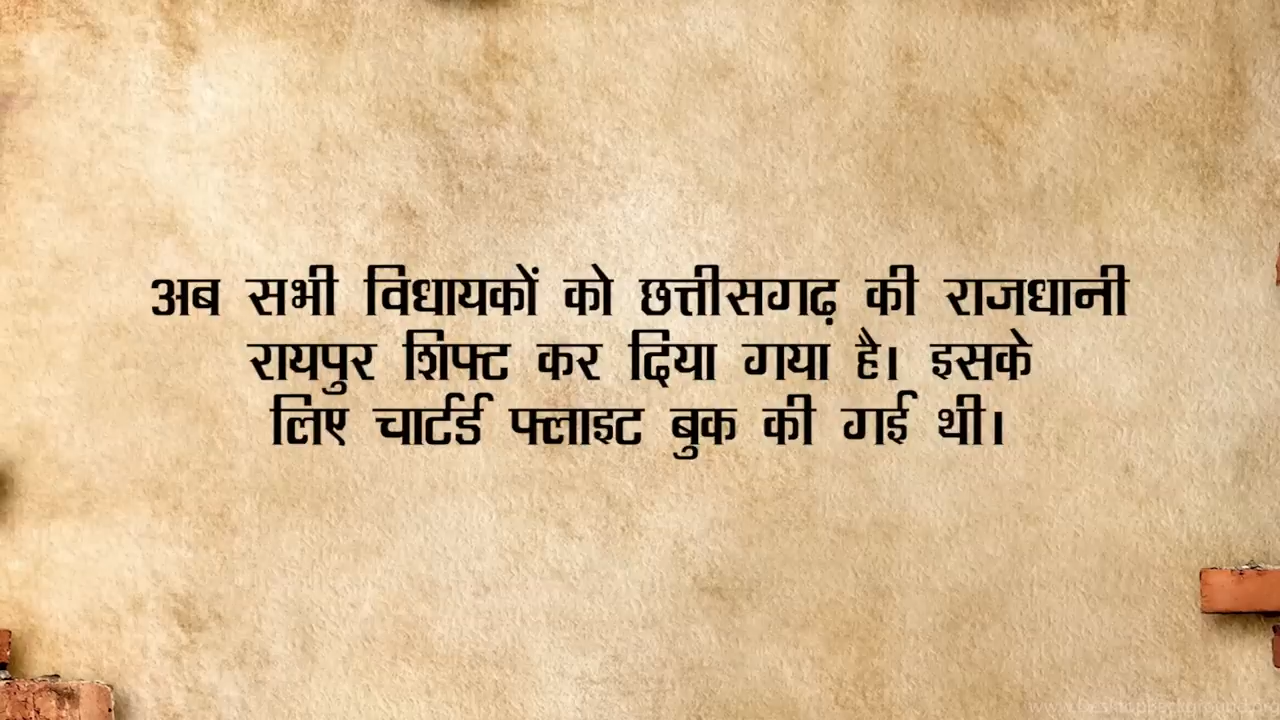 अब सभी विधायकों को छत्तीसगढ़ की राजधानी
रायपुर शिफ्ट कर दिया गया है। इसके
लिए चार्टर्ड फ्लाइट बुक की गई थी।